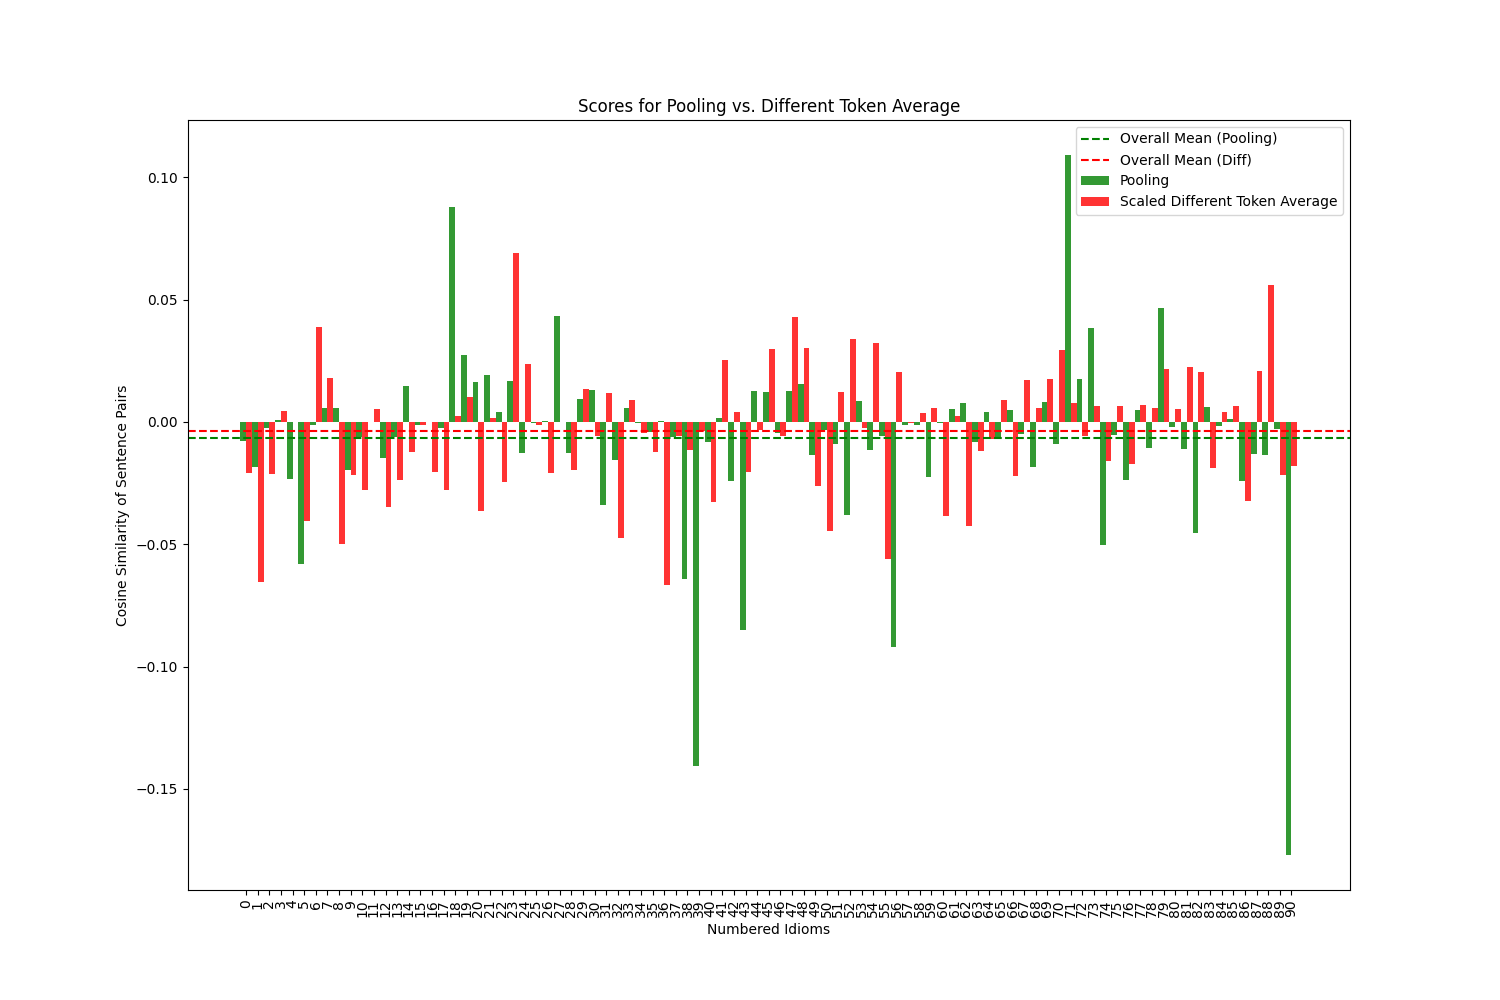 Scores for Pooling vs. Different Token Average
Overall Mean (Pooling)
Overall Mean (Diff)
Pooling
Scaled Different Token Average
Cosine Similarity of Sentence Pairs
0.10
0.05
0.00
−0.05
−0.10
−0.15
0 1 2 3 4 5 6 7 8 9 10 11 12 13 14 15 16 17 18 19 20 21 22 23 24 25 26 27 28 29 30 31 32 33 34 35 36 37 38 39 40 41 42 43 44 45 46 47 48 49 50 51 52 53 54 55 56 57 58 59 60 61 62 63 64 65 66 67 68 69 70 71 72 73 74 75 76 77 78 79 80 81 82 83 84 85 86 87 88 89 90
Numbered Idioms